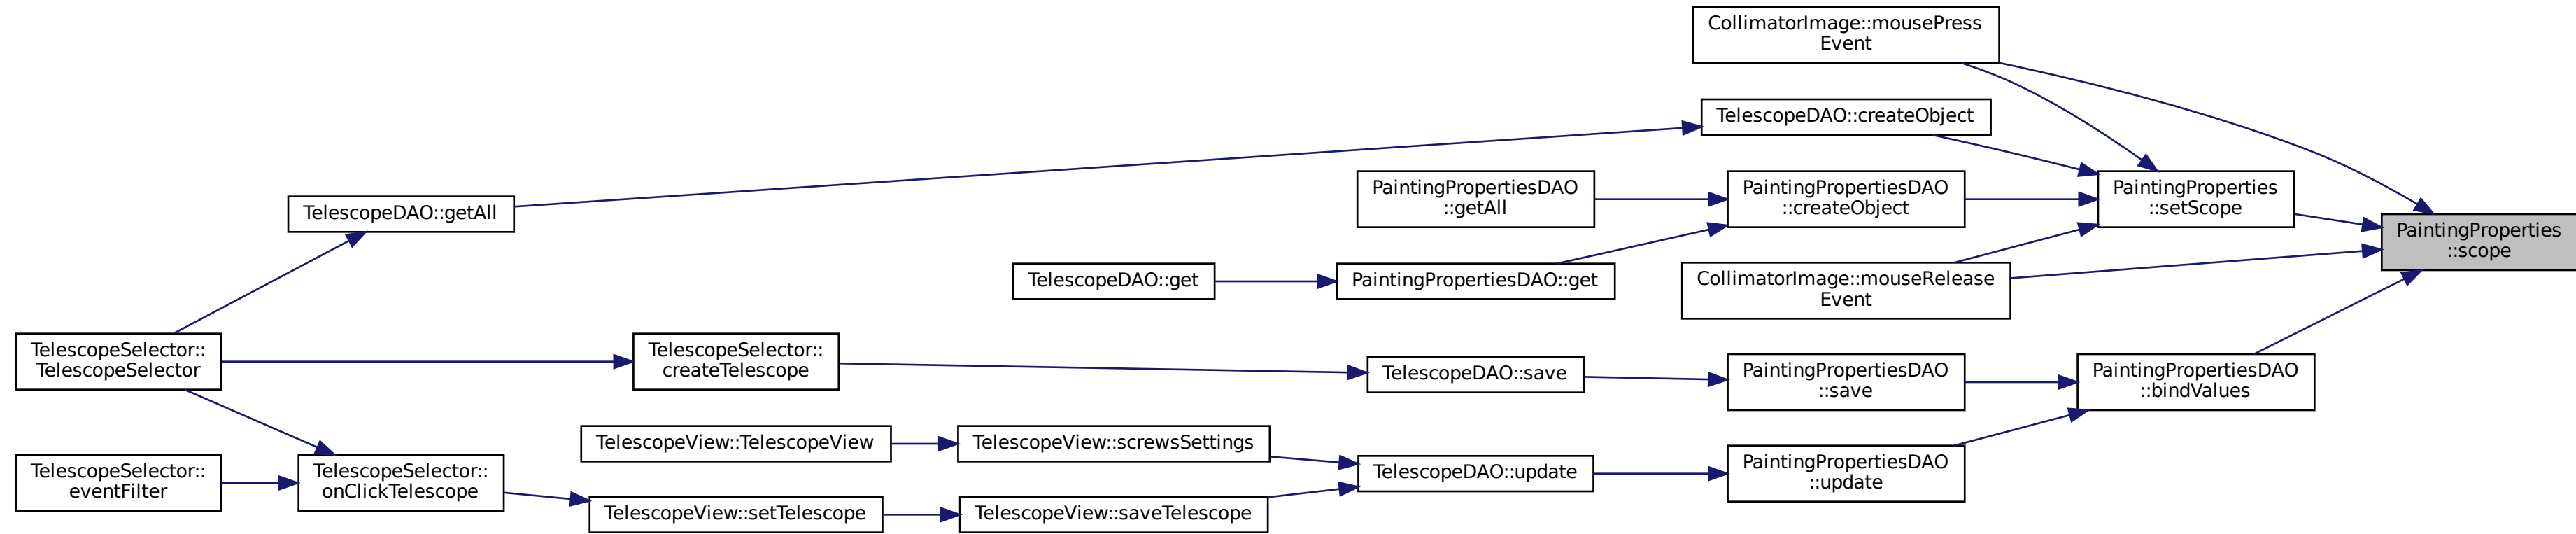 CollimatorImage::mousePress
Event
TelescopeDAO::createObject
PaintingPropertiesDAO
::getAll
PaintingPropertiesDAO
::createObject
PaintingProperties
::setScope
TelescopeDAO::getAll
PaintingProperties
::scope
TelescopeDAO::get
PaintingPropertiesDAO::get
CollimatorImage::mouseRelease
Event
TelescopeSelector::
TelescopeSelector
TelescopeSelector::
createTelescope
TelescopeDAO::save
PaintingPropertiesDAO
::save
PaintingPropertiesDAO
::bindValues
TelescopeView::TelescopeView
TelescopeView::screwsSettings
TelescopeSelector::
eventFilter
TelescopeSelector::
onClickTelescope
TelescopeDAO::update
PaintingPropertiesDAO
::update
TelescopeView::setTelescope
TelescopeView::saveTelescope